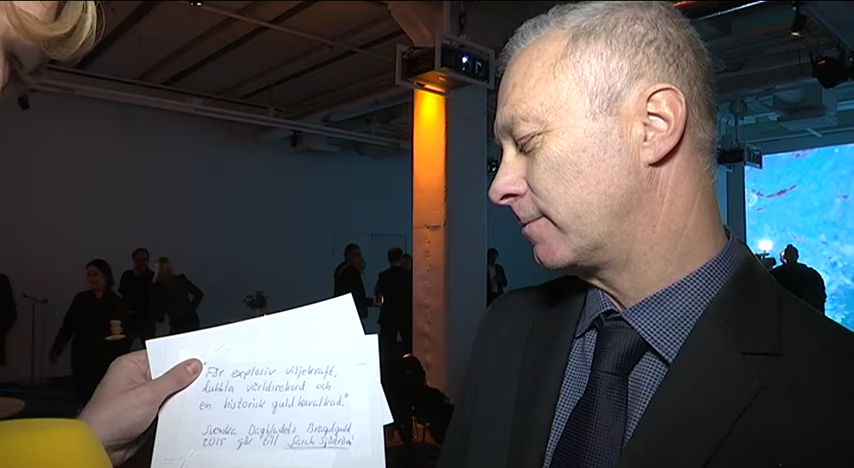 "För explosiv viljekraft,
dubbla världsrekord och
en historisk guldkavalkad."
Svenska Dagbladets Bragdguld
2015 går till Sarah Sjöström